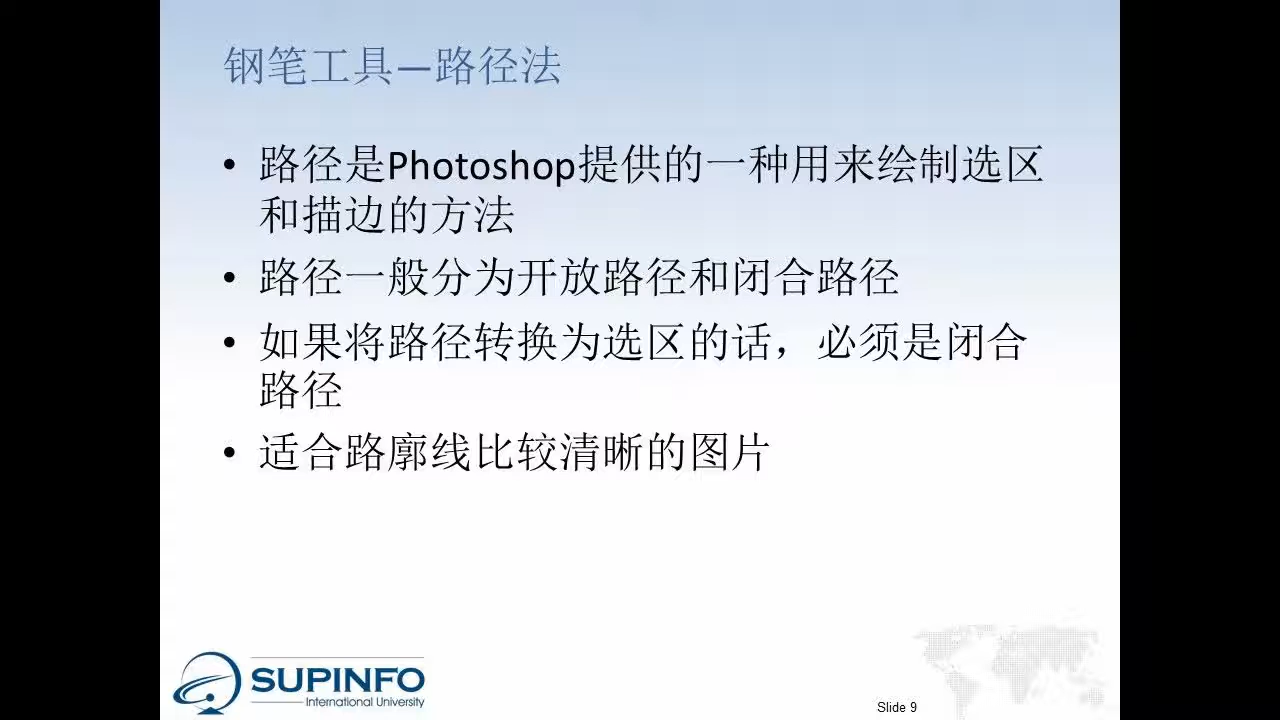 钢笔工具—路径法
• 路径是Photoshop提供的一种用来绘制选区
和描边的方法
• 路径一般分为开放路径和闭合路径
• 如果将路径转换为选区的话，必须是闭合
路径
• 适合路廓线比较清晰的图片
SUPINFO
International University
Slide 9